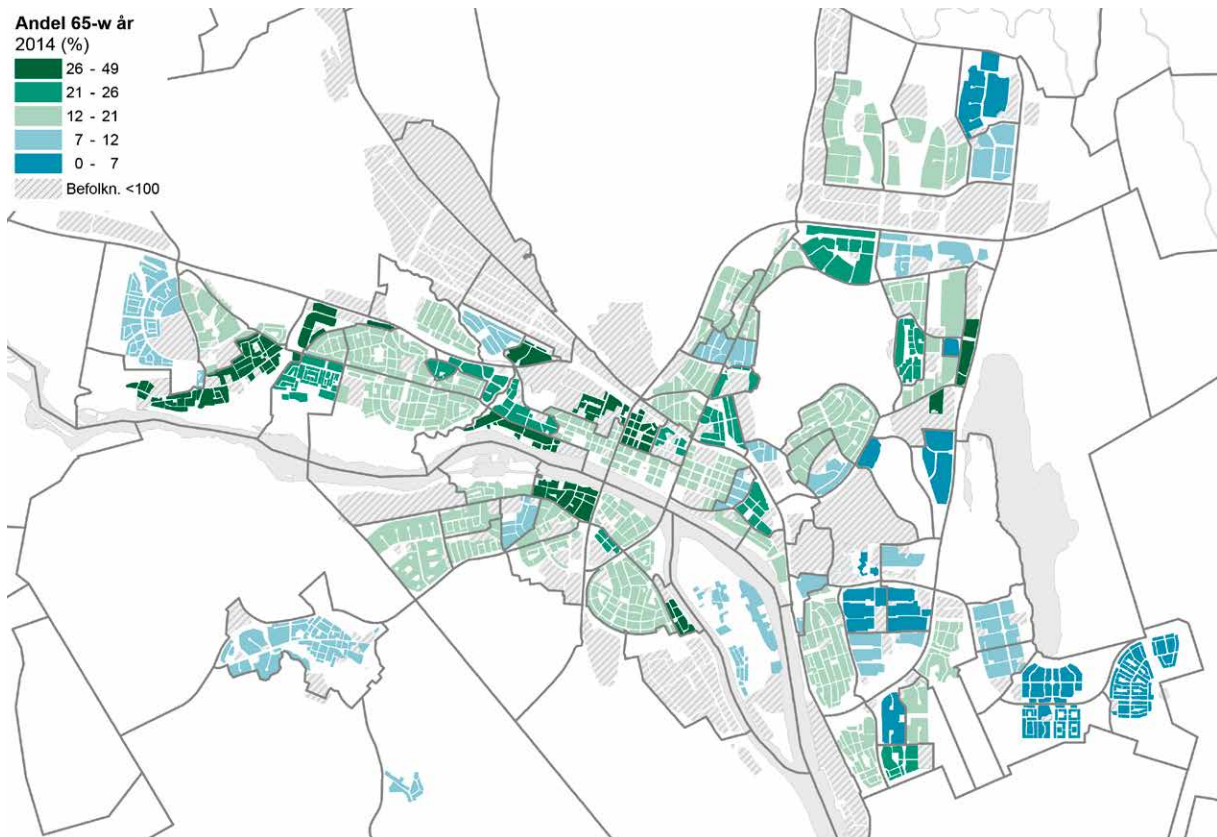 Andel 65-w år
2014 (%)
26 - 49
21 - 26
12 - 21
7 - 12
0 - 7
Befolkn. <100